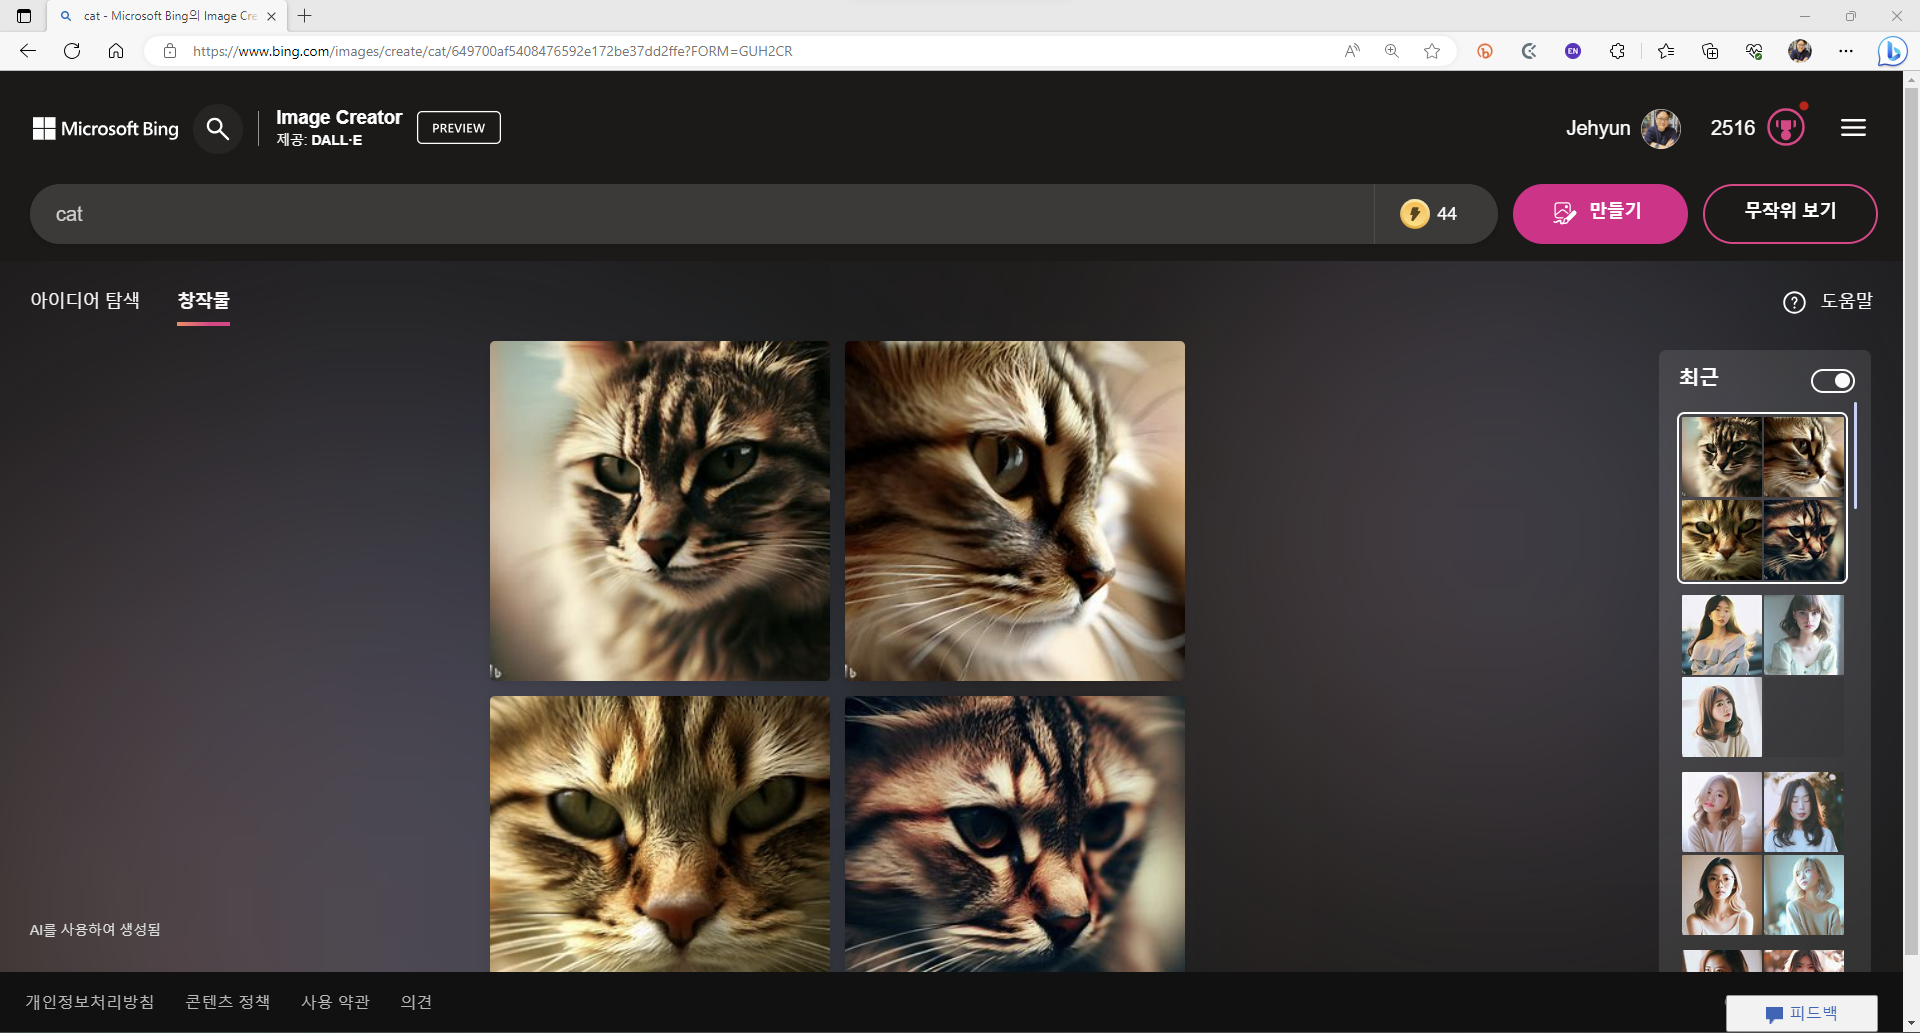 cat - Microsoft Bing의 Image Cre
https://www.bing.com/images/create/cat/649700af5408476592e172be37dd2ffe?FORM=GUH2CR
EN
Microsoft Bing
Image Creator
제공: DALL·E
PREVIEW
Jehyun
2516
cat
44
만들기
무작위 보기
아이디어 탐색
창작물
도움말
최근
AI를 사용하여 생성됨
개인정보처리방침
콘텐츠 정책
사용 약관
의견
피드백